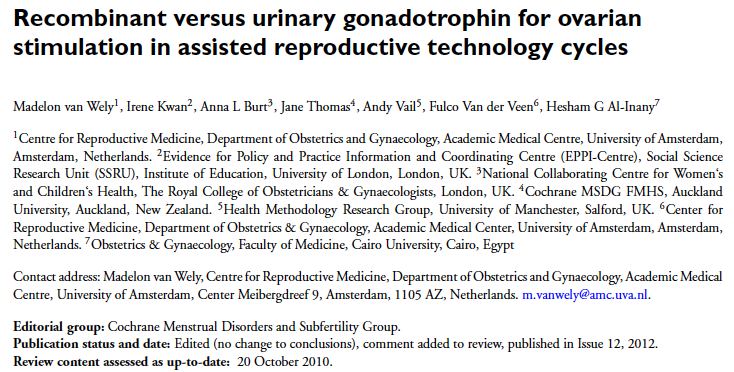 Recombinant versus urinary gonadotrophin for ovarian
stimulation in assisted reproductive technology cycles
Madelon van Wely1, Irene Kwan2, Anna L Burt3, Jane Thomas4, Andy Vail5, Fulco Van der Veen6, Hesham G Al-Inany7
1Centre for Reproductive Medicine, Department of Obstetrics and Gynaecology, Academic Medical Centre, University of Amsterdam,
Amsterdam, Netherlands. 2Evidence for Policy and Practice Information and Coordinating Centre (EPPI-Centre), Social Science
Research Unit (SSRU), Institute of Education, University of London, London, UK. 3National Collaborating Centre for Women's
and Children's Health, The Royal College of Obstetricians & Gynaecologists, London, UK. 4Cochrane MSDG FMHS, Auckland
University, Auckland, New Zealand. 5Health Methodology Research Group, University of Manchester, Salford, UK. 6Center for
Reproductive Medicine, Department of Obstetrics & Gynaecology, Academic Medical Center, University of Amsterdam, Amsterdam,
Netherlands. 7Obstetrics & Gynaecology, Faculty of Medicine, Cairo University, Cairo, Egypt
Contact address: Madelon van Wely, Centre for Reproductive Medicine, Department of Obstetrics and Gynaecology, Academic Medical
Centre, University of Amsterdam, Center Meibergdreef 9, Amsterdam, 1105 AZ, Netherlands. m.vanwely@amc.uva.nl.
Editorial group: Cochrane Menstrual Disorders and Subfertility Group.
Publication status and date: Edited (no change to conclusions), comment added to review, published in Issue 12, 2012.
Review content assessed as up-to-date: 20 October 2010.